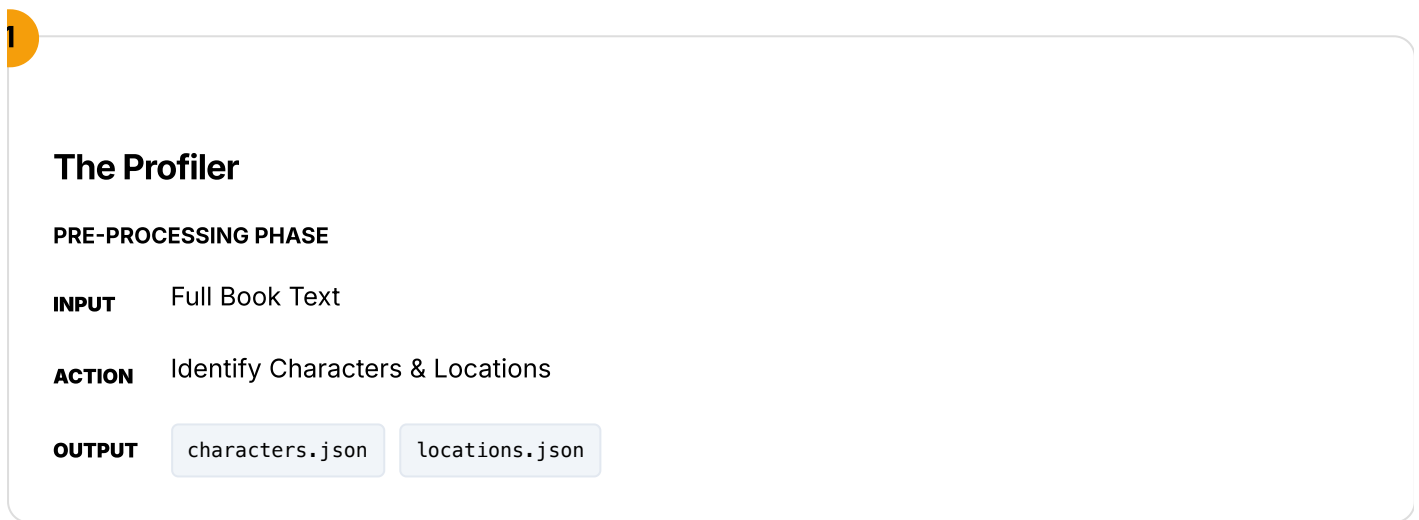 1
The Profiler
PRE-PROCESSING PHASE
INPUT Full Book Text
ACTION Identify Characters & Locations
OUTPUT characters.json locations.json